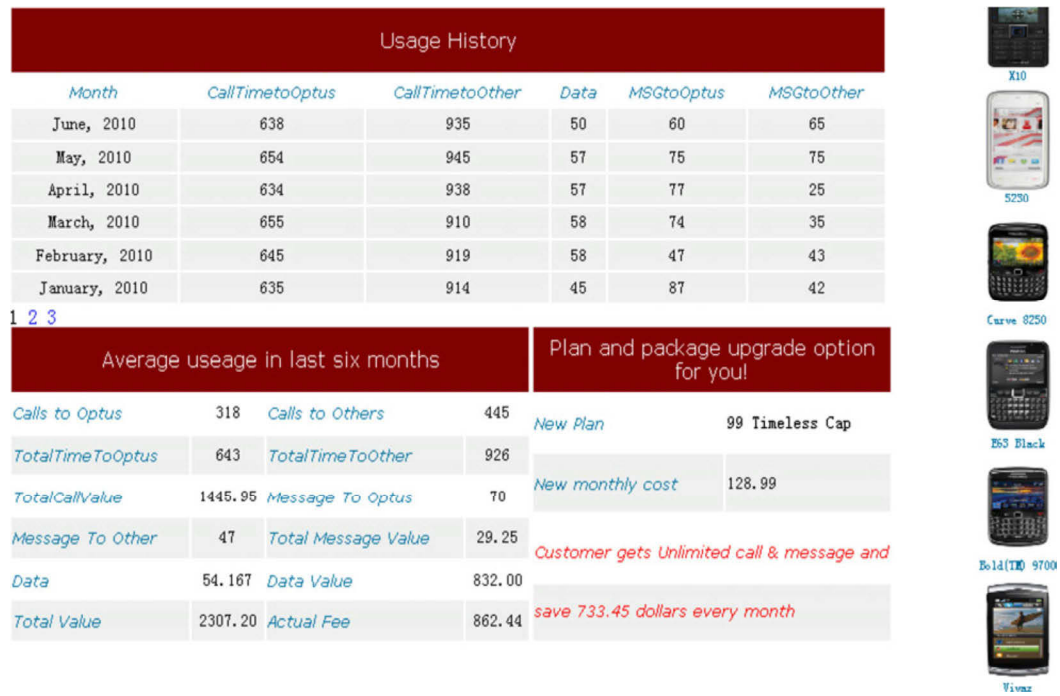 Usage History
Month CallTimetoOptus CallTimetoOther Data MSGtoOptus MSGtoOther
June, 2010 638 935 50 60 65
May, 2010 654 945 57 75 75
April, 2010 634 938 57 77 25
March, 2010 655 910 58 74 35
February, 2010 645 919 58 47 43
January, 2010 635 914 45 87 42
1 2 3
Average useage in last six months
Calls to Optus 318 Calls to Others 445
TotalTimeToOptus 643 TotalTimeToOther 926
TotalCallValue 1445.95 Message To Optus 70
Message To Other 47 Total Message Value 29.25
Data 54.167 Data Value 832.00
Total Value 2307.20 Actual Fee 862.44
Plan and package upgrade option
for you!
New Plan 99 Timeless Cap
New monthly cost 128.99
Customer gets Unlimited call & message and
save 733.45 dollars every month
X10
5230
Curve 8250
E63 Black
Bold(TM) 9700
Vivaz